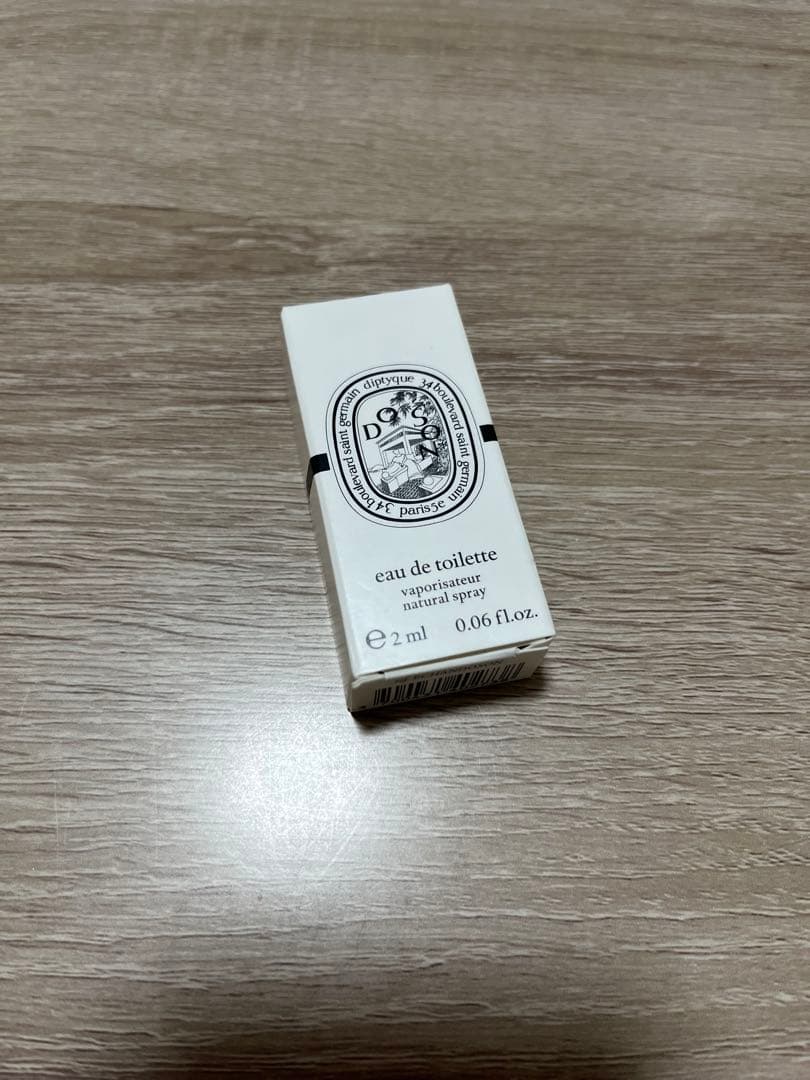 diptyque 34 boulevard saint germain paris5e 34 boulevard saint germain
DO SON
eau de toilette
vaporisateur
natural spray
e 2 ml 0.06 fl.oz.